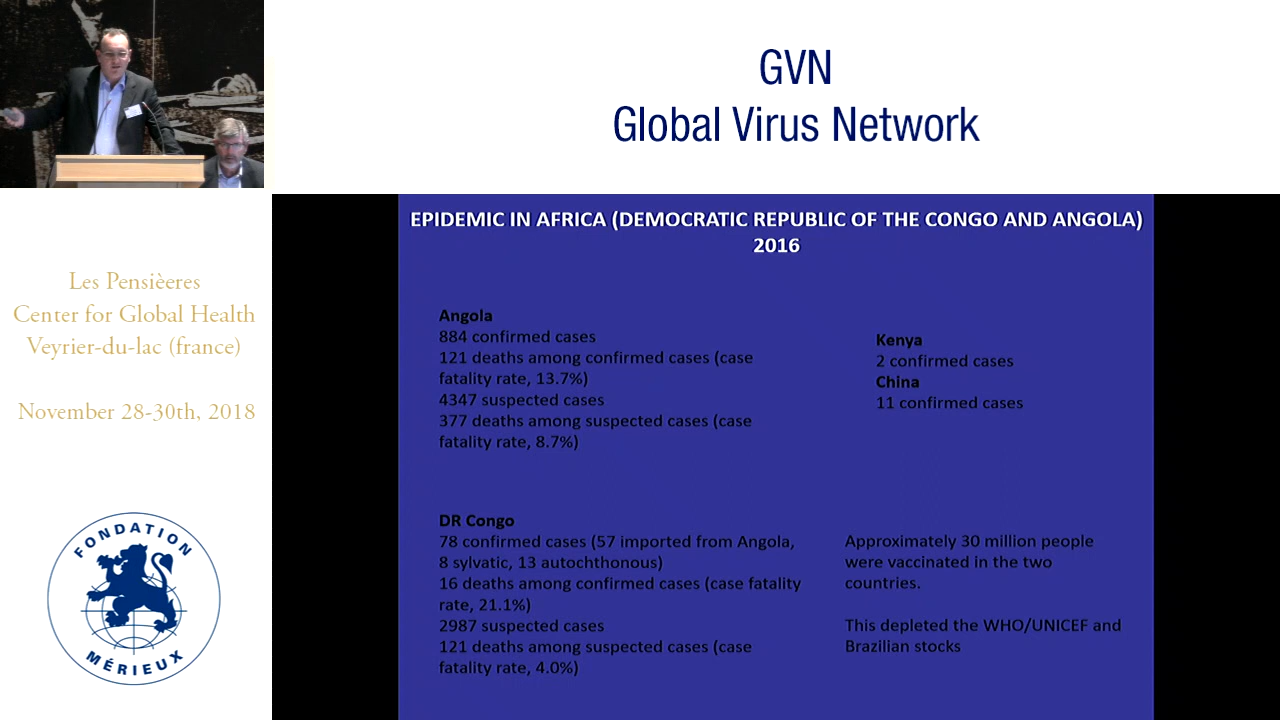 GVN
Global Virus Network
Les Pensièeres
Center for Global Health
Veyrier-du-lac (france)
November 28-30th, 2018
FONDATION
MÉRIEUX
EPIDEMIC IN AFRICA (DEMOCRATIC REPUBLIC OF THE CONGO AND ANGOLA)
2016
Angola
884 confirmed cases
121 deaths among confirmed cases (case
fatality rate, 13.7%)
4347 suspected cases
377 deaths among suspected cases (case
fatality rate, 8.7%)
Kenya
2 confirmed cases
China
11 confirmed cases
DR Congo
78 confirmed cases (57 imported from Angola,
8 sylvatic, 13 autochthonous)
16 deaths among confirmed cases (case fatality
rate, 21.1%)
2987 suspected cases
121 deaths among suspected cases (case
fatality rate, 4.0%)
Approximately 30 million people
were vaccinated in the two
countries.
This depleted the WHO/UNICEF and
Brazilian stocks